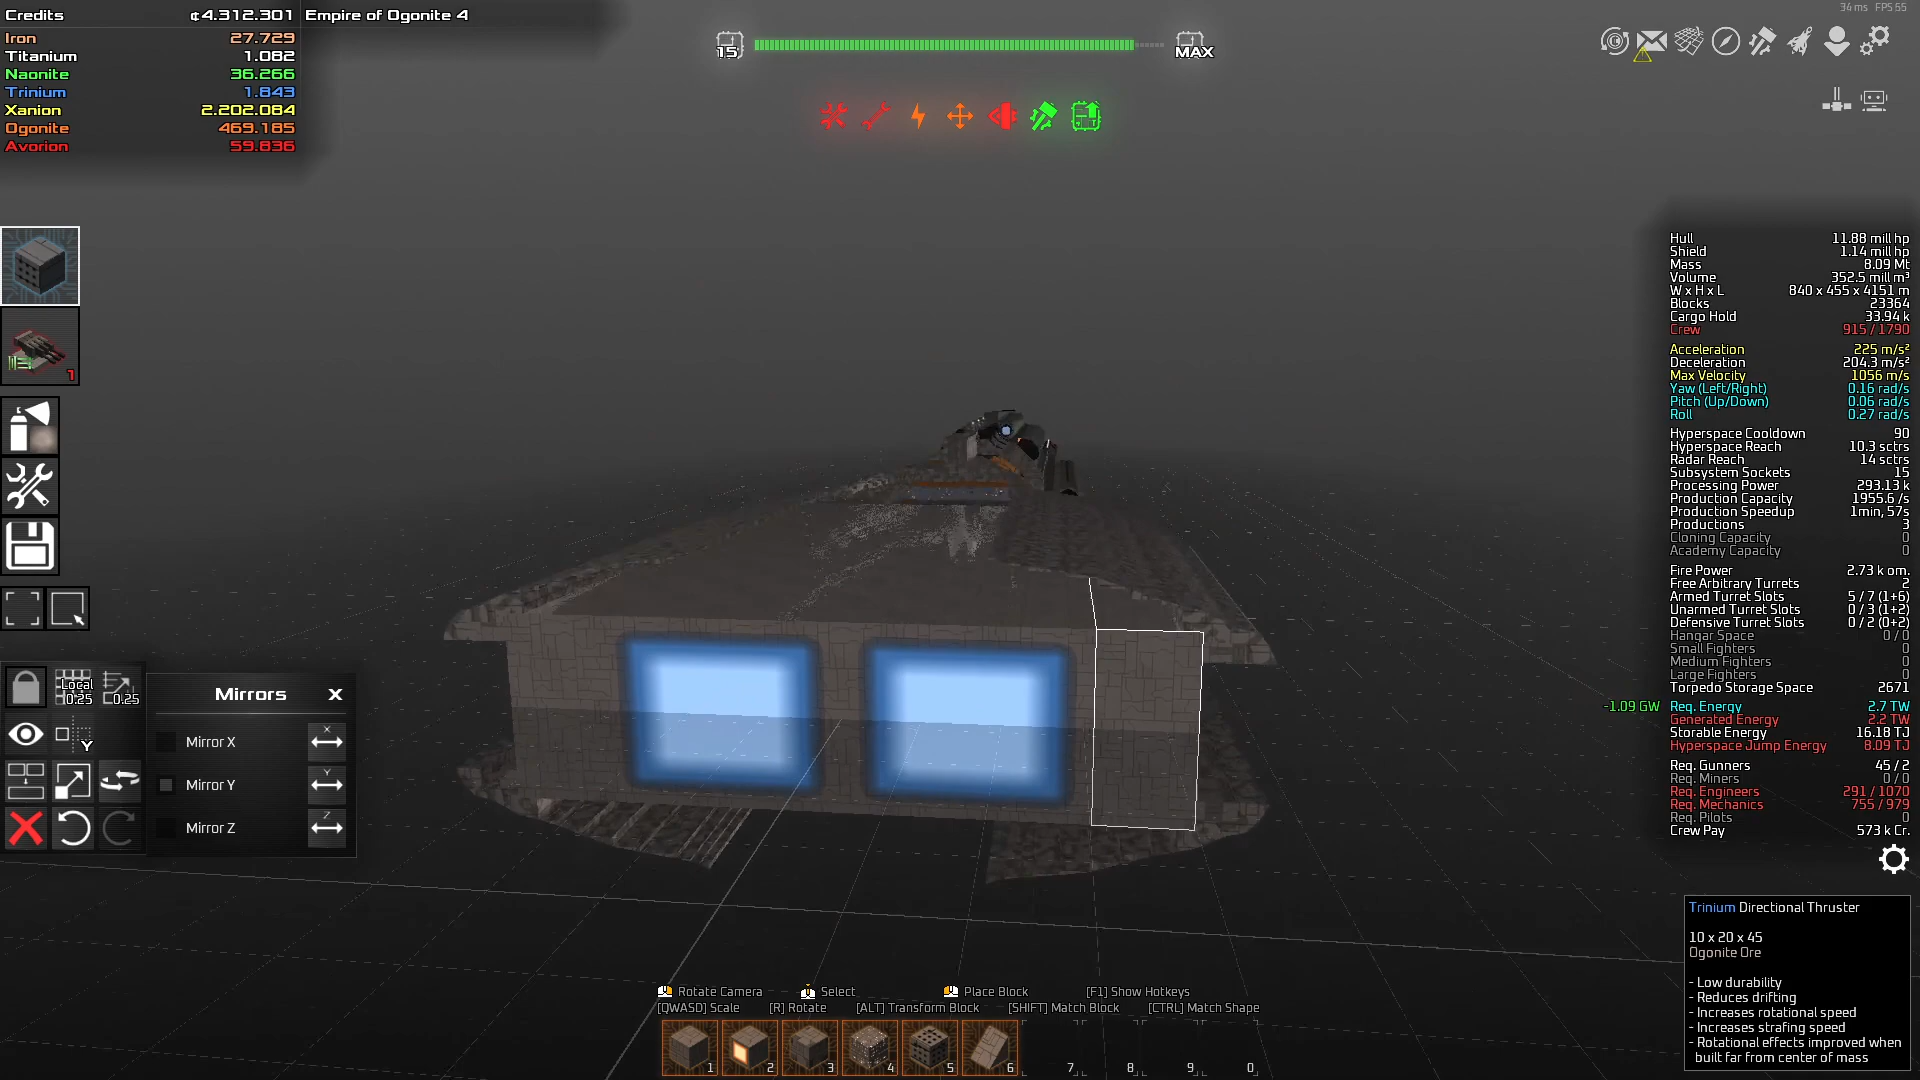 Credits ¢4.312.301
Empire of Ogonite 4
Iron 27.729
Titanium 1.082
Naonite 36.266
Trinium 1.843
Xanion 2.202.084
Ogonite 469.185
Avorion 59.836
15
MAX
34 ms FPS 55
1
Local
0.25
0.25
Y
Mirrors X
X
Mirror X
Y
Mirror Y
Z
Mirror Z
Hull 11.88 mill hp
Shield 1.14 mill hp
Mass 8.09 Mt
Volume 352.5 mill m³
W x H x L 840 x 455 x 4151 m
Blocks 23364
Cargo Hold 33.94 k
Crew 915 / 1790
Acceleration 225 m/s²
Deceleration 204.3 m/s²
Max Velocity 1056 m/s
Yaw (Left/Right) 0.16 rad/s
Pitch (Up/Down) 0.06 rad/s
Roll 0.27 rad/s
Hyperspace Cooldown 90
Hyperspace Reach 10.3 sctrs
Radar Reach 14 sctrs
Subsystem Sockets 15
Processing Power 293.13 k
Production Capacity 1955.6 /s
Production Speedup 1min, 57s
Productions 3
Cloning Capacity 0
Academy Capacity 0
Fire Power 2.73 k om.
Free Arbitrary Turrets 2
Armed Turret Slots 5 / 7 (1+6)
Unarmed Turret Slots 0 / 3 (1+2)
Defensive Turret Slots 0 / 2 (0+2)
Hangar Space 0 / 0
Small Fighters 0
Medium Fighters 0
Large Fighters 0
Torpedo Storage Space 2671
-1.09 GW Req. Energy 2.7 TW
Generated Energy 2.2 TW
Storable Energy 16.18 TJ
Hyperspace Jump Energy 8.09 TJ
Req. Gunners 45 / 2
Req. Miners 0 / 0
Req. Engineers 291 / 1070
Req. Mechanics 755 / 979
Req. Pilots 0
Crew Pay 573 k Cr.
Trinium Directional Thruster
10 x 20 x 45
Ogonite Ore
- Low durability
- Reduces drifting
- Increases rotational speed
- Increases strafing speed
- Rotational effects improved when
built far from center of mass
Rotate Camera Select Place Block [F1] Show Hotkeys
[QWASD] Scale [R] Rotate [ALT] Transform Block [SHIFT] Match Block [CTRL] Match Shape
1 2 3 4 5 6 7 8 9 0